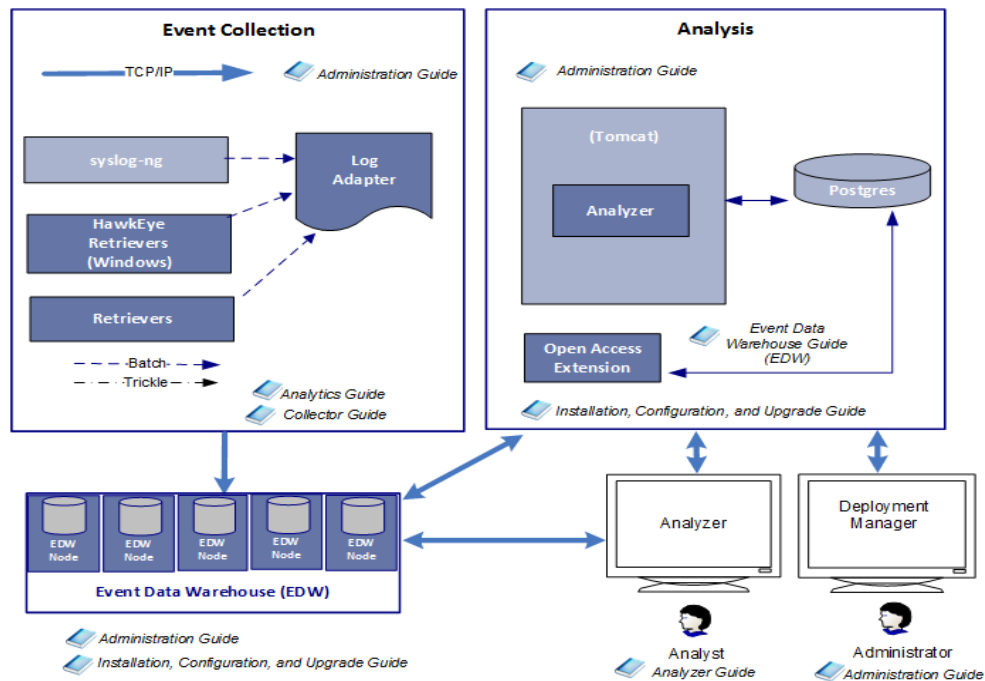 Event Collection
TCP/IP
Administration Guide
syslog-ng
Log
Adapter
HawkEye
Retrievers
(Windows)
Retrievers
Batch
Trickle
Analytics Guide
Collector Guide
Analysis
Administration Guide
(Tomcat)
Analyzer
Postgres
Open Access
Extension
Event Data
Warehouse Guide
(EDW)
Installation, Configuration, and Upgrade Guide
EDW
Node
EDW
Node
EDW
Node
EDW
Node
EDW
Node
Event Data Warehouse (EDW)
Administration Guide
Installation, Configuration, and Upgrade Guide
Analyzer
Analyst
Analyzer Guide
Deployment
Manager
Administrator
Administration Guide